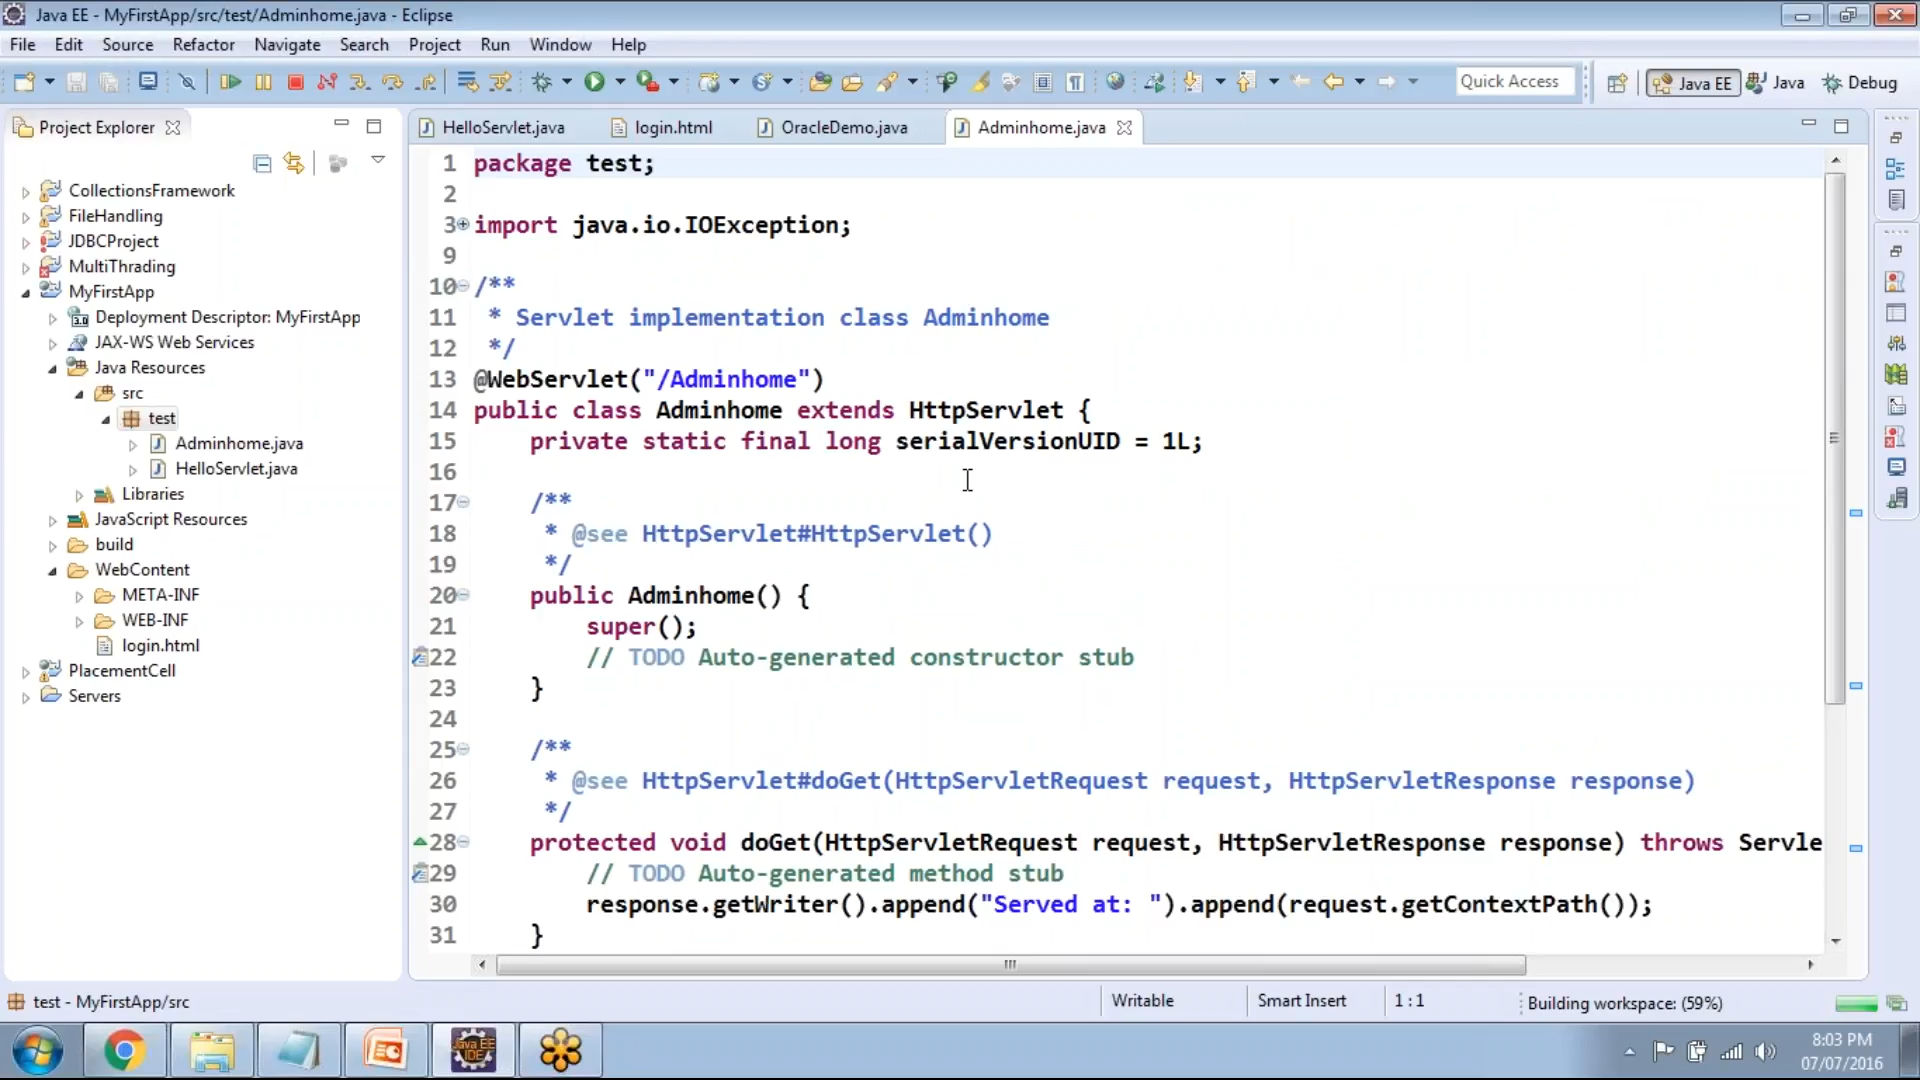 Java EE - MyFirstApp/src/test/Adminhome.java - Eclipse
File Edit Source Refactor Navigate Search Project Run Window Help
Quick Access Java EE Java Debug
Project Explorer
HelloServlet.java login.html OracleDemo.java Adminhome.java
CollectionsFramework
FileHandling
JDBCProject
MultiThrading
MyFirstApp
Deployment Descriptor: MyFirstApp
JAX-WS Web Services
Java Resources
src
test
Adminhome.java
HelloServlet.java
Libraries
JavaScript Resources
build
WebContent
META-INF
WEB-INF
login.html
PlacementCell
Servers
1 package test;
2
3 import java.io.IOException;
9
10 /**
11 * Servlet implementation class Adminhome
12 */
13 @WebServlet("/Adminhome")
14 public class Adminhome extends HttpServlet {
15 private static final long serialVersionUID = 1L;
16
17 /**
18 * @see HttpServlet#HttpServlet()
19 */
20 public Adminhome() {
21 super();
22 // TODO Auto-generated constructor stub
23 }
24
25 /**
26 * @see HttpServlet#doGet(HttpServletRequest request, HttpServletResponse response)
27 */
28 protected void doGet(HttpServletRequest request, HttpServletResponse response) throws Servle
29 // TODO Auto-generated method stub
30 response.getWriter().append("Served at: ").append(request.getContextPath());
31 }
test - MyFirstApp/src
Writable Smart Insert 1 : 1 Building workspace: (59%)
Java EE
IDE
8:03 PM
07/07/2016